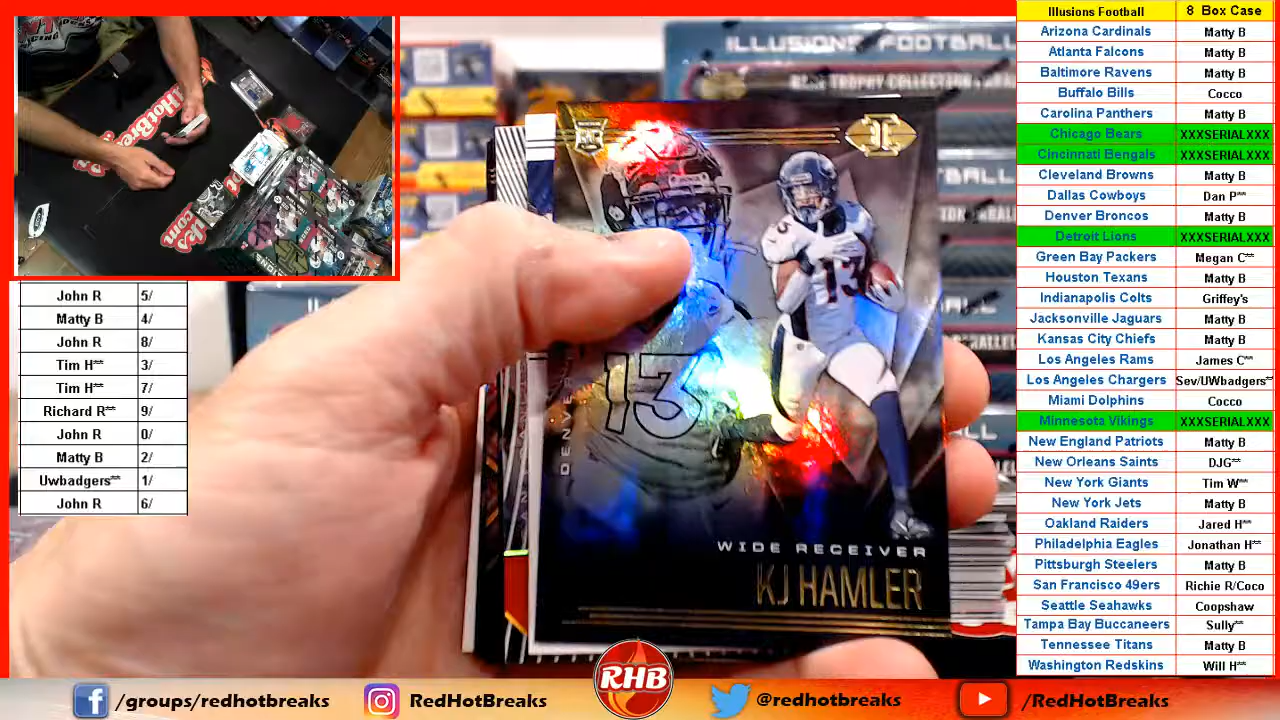 Illusions Football 8 Box Case
Arizona Cardinals Matty B
Atlanta Falcons Matty B
Baltimore Ravens Matty B
Buffalo Bills Cocco
Carolina Panthers Matty B
Chicago Bears XXXSERIALXXX
Cincinnati Bengals XXXSERIALXXX
Cleveland Browns Matty B
Dallas Cowboys Dan P**
Denver Broncos Matty B
Detroit Lions XXXSERIALXXX
Green Bay Packers Megan C**
Houston Texans Matty B
Indianapolis Colts Griffey's
Jacksonville Jaguars Matty B
Kansas City Chiefs Matty B
Los Angeles Rams James C**
Los Angeles Chargers Sev/UWbadgers**
Miami Dolphins Cocco
Minnesota Vikings XXXSERIALXXX
New England Patriots Matty B
New Orleans Saints DJG**
New York Giants Tim W**
New York Jets Matty B
Oakland Raiders Jared H**
Philadelphia Eagles Jonathan H**
Pittsburgh Steelers Matty B
San Francisco 49ers Richie R/Coco
Seattle Seahawks Coopshaw
Tampa Bay Buccaneers Sully**
Tennessee Titans Matty B
Washington Redskins Will H**
John R 5/
Matty B 4/
John R 8/
Tim H** 3/
Tim H** 7/
Richard R** 9/
John R 0/
Matty B 2/
Uwbadgers** 1/
John R 6/
ILLUSIONS FOOTBALL
13
13
DENVER
WIDE RECEIVER
KJ HAMLER
RHB
/groups/redhotbreaks
RedHotBreaks
@redhotbreaks
/RedHotBreaks